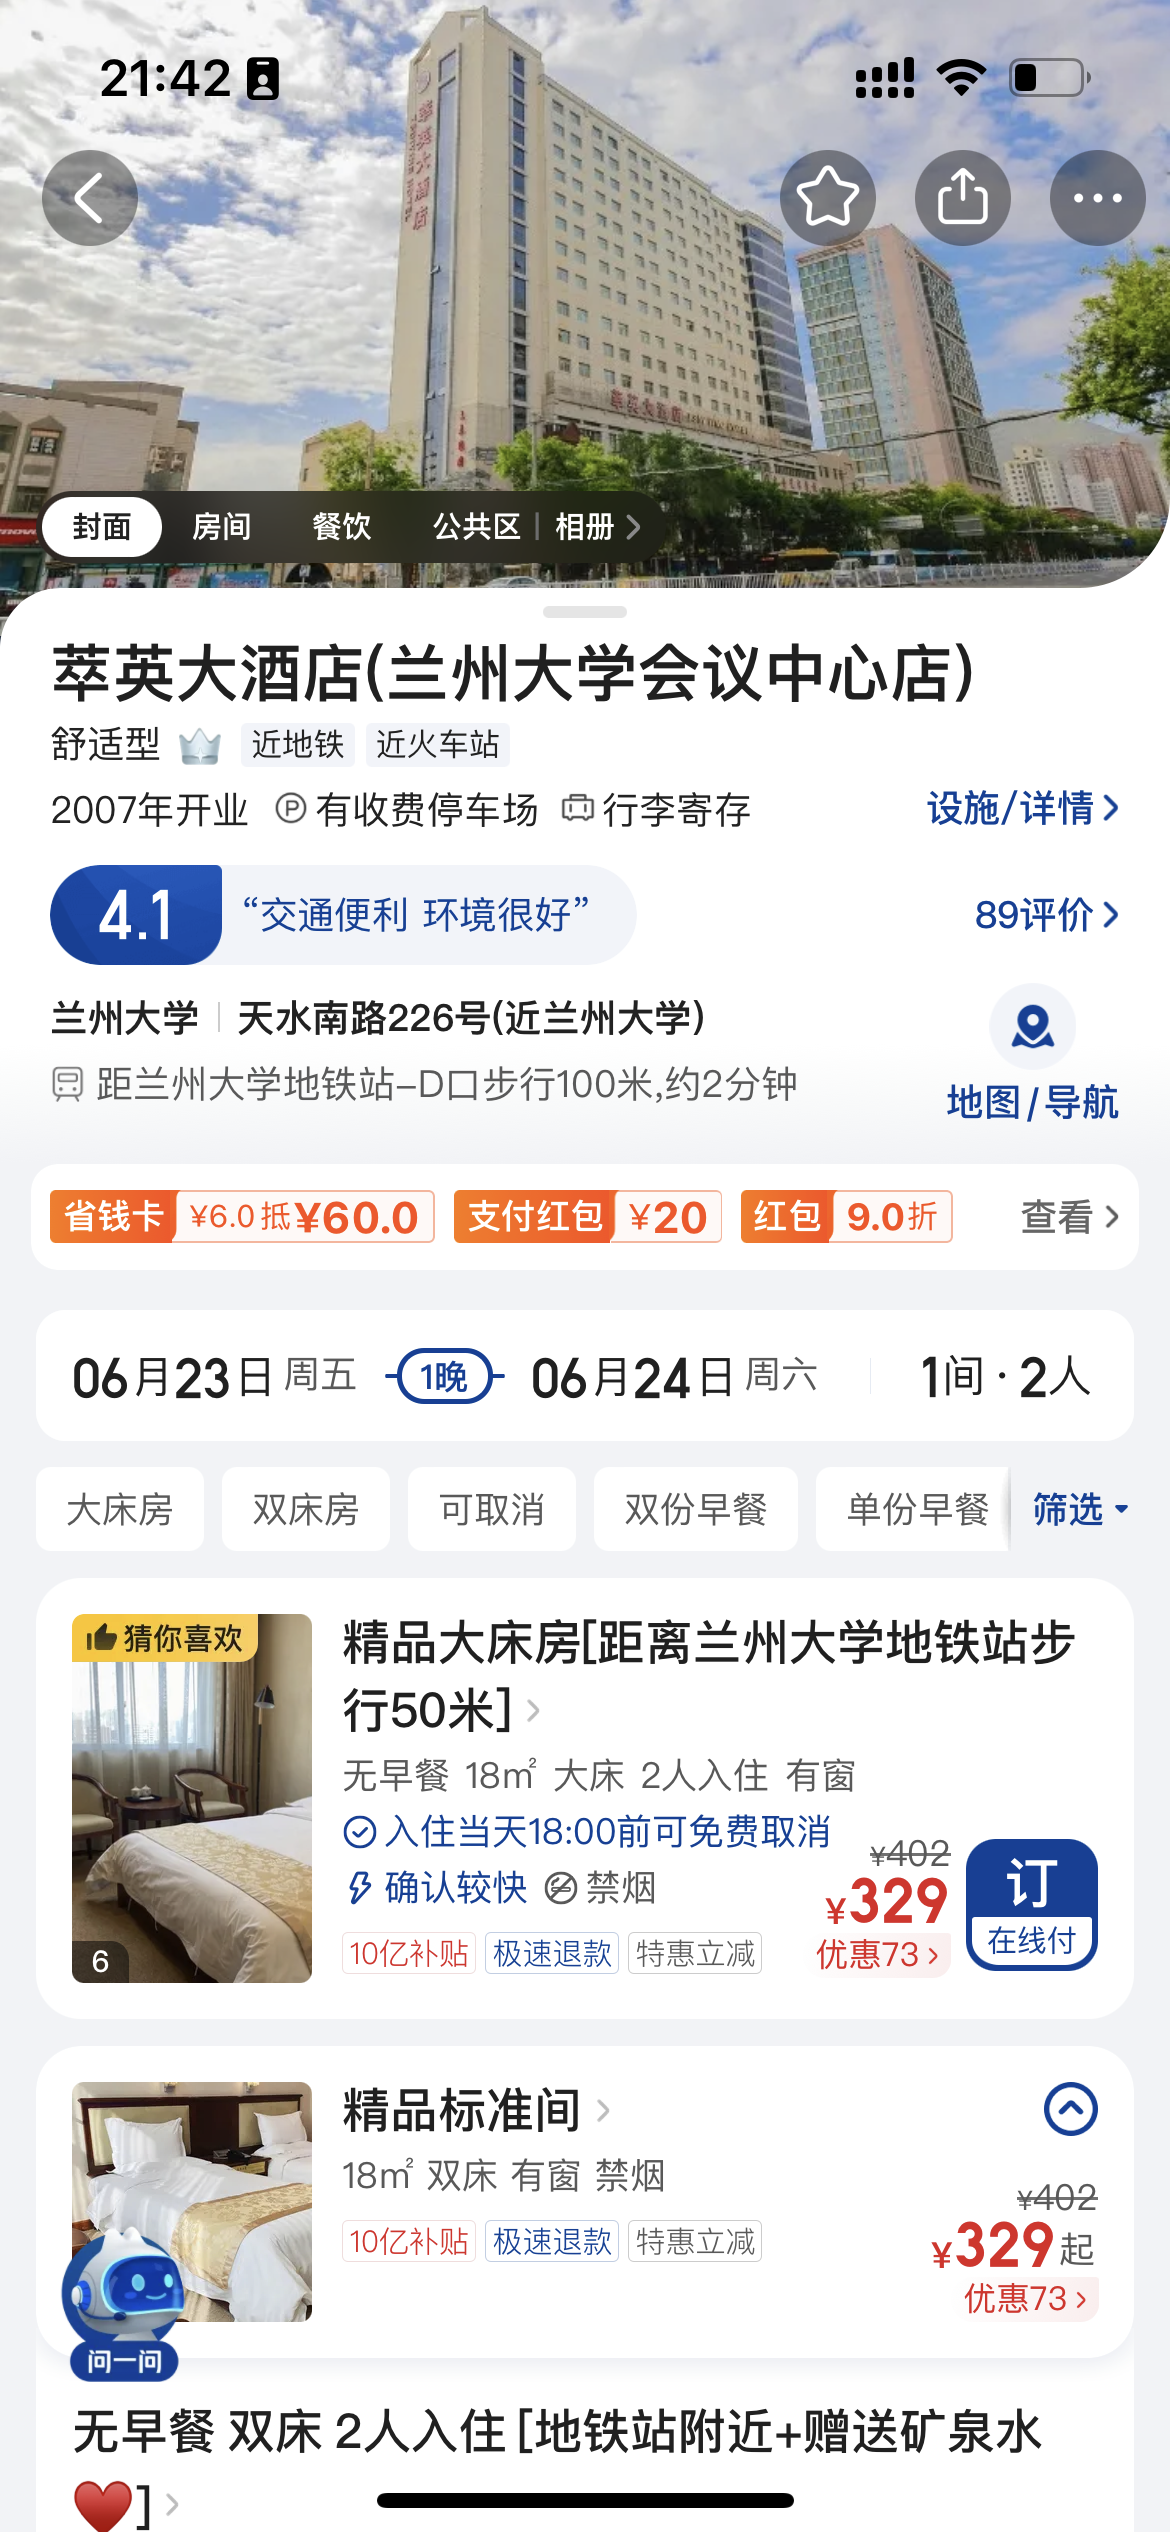 21:42
萃英大酒店
萃英大酒店
封面 房间 餐饮 公共区 相册
萃英大酒店(兰州大学会议中心店)
舒适型 近地铁 近火车站
2007年开业 P 有收费停车场 行李寄存 设施/详情
4.1 “交通便利 环境很好” 89评价
兰州大学 天水南路226号(近兰州大学)
距兰州大学地铁站-D口步行100米,约2分钟
地图/导航
省钱卡 ¥6.0抵¥60.0 支付红包 ¥20 红包 9.0折 查看
06月23日 周五 1晚 06月24日 周六 1间·2人
大床房 双床房 可取消 双份早餐 单份早餐 筛选
猜你喜欢
精品大床房[距离兰州大学地铁站步
行50米]
无早餐 18㎡ 大床 2人入住 有窗
入住当天18:00前可免费取消
确认较快 禁烟
10亿补贴 极速退款 特惠立减
¥402
¥329
优惠73
订
在线付
6
精品标准间
18㎡ 双床 有窗 禁烟
10亿补贴 极速退款 特惠立减
¥402
¥329起
优惠73
问一问
无早餐 双床 2人入住 [地铁站附近+赠送矿泉水
❤️]